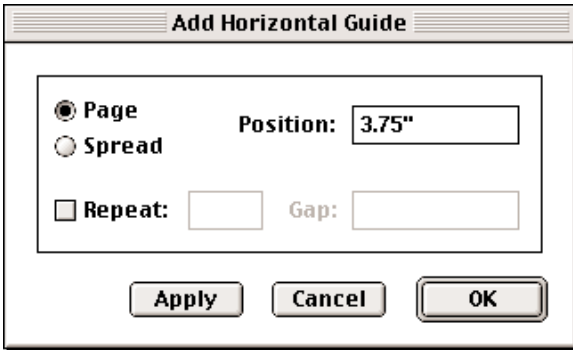 Add Horizontal Guide
Page
Position: 3.75"
Spread
Repeat: Gap:
Apply Cancel OK